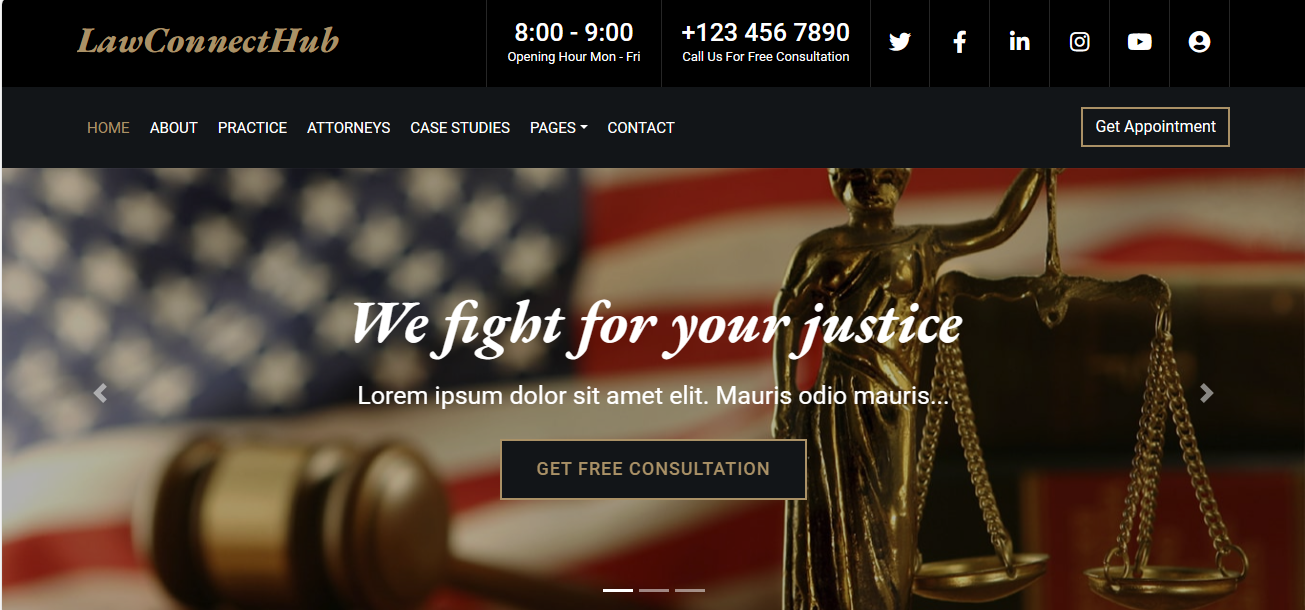 LawConnectHub
8:00 - 9:00
Opening Hour Mon - Fri
+123 456 7890
Call Us For Free Consultation
HOME ABOUT PRACTICE ATTORNEYS CASE STUDIES PAGES CONTACT
Get Appointment
We fight for your justice
Lorem ipsum dolor sit amet elit. Mauris odio mauris...
GET FREE CONSULTATION